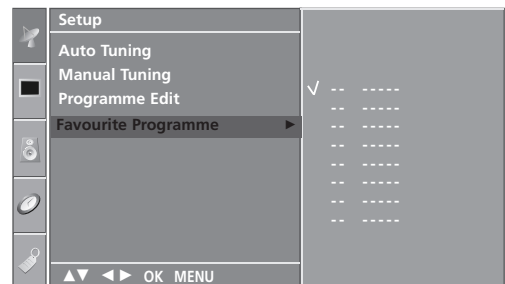 Setup
Auto Tuning
Manual Tuning
Programme Edit
Favourite Programme ►
√ -- -----
-- -----
-- -----
-- -----
-- -----
-- -----
-- -----
-- -----
▲▼ ◄► OK MENU